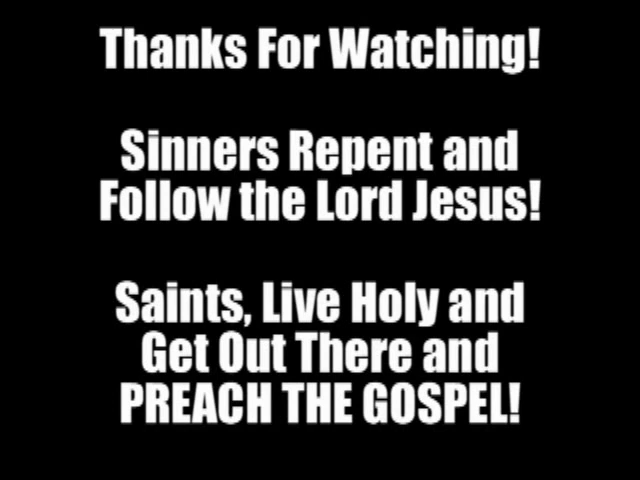 Thanks For Watching!
Sinners Repent and
Follow the Lord Jesus!
Saints, Live Holy and
Get Out There and
PREACH THE GOSPEL!